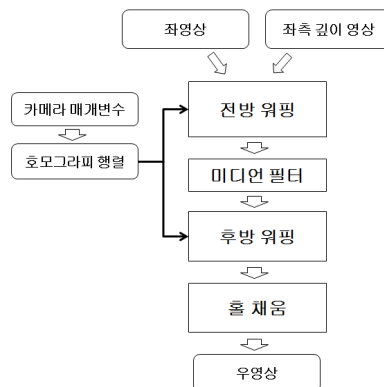 좌영상
좌측 깊이 영상
카메라 매개변수
전방 워핑
호모그라피 행렬
미디언 필터
후방 워핑
홀 채움
우영상